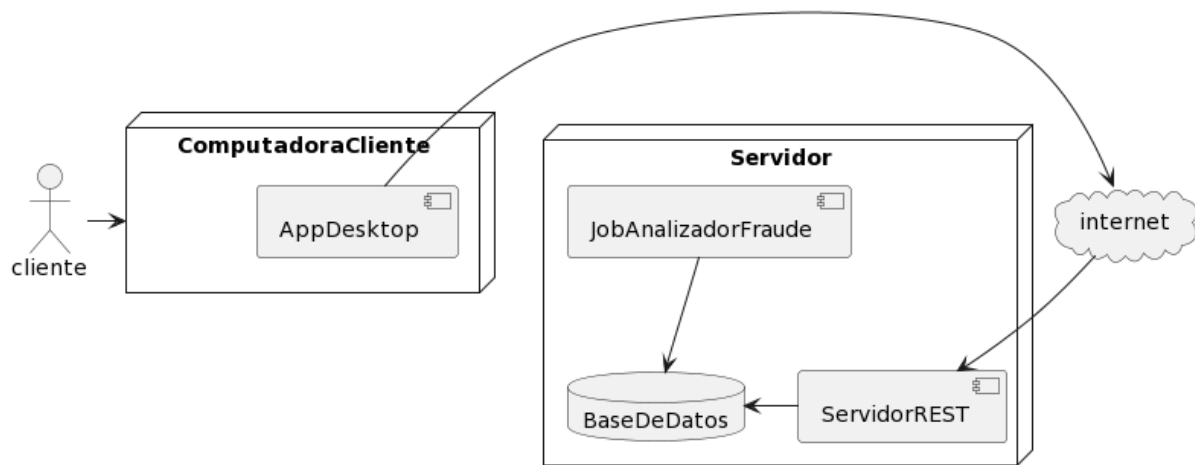 ComputadoraCliente
Servidor
AppDesktop
JobAnalizadorFraude
internet
cliente
BaseDeDatos
ServidorREST